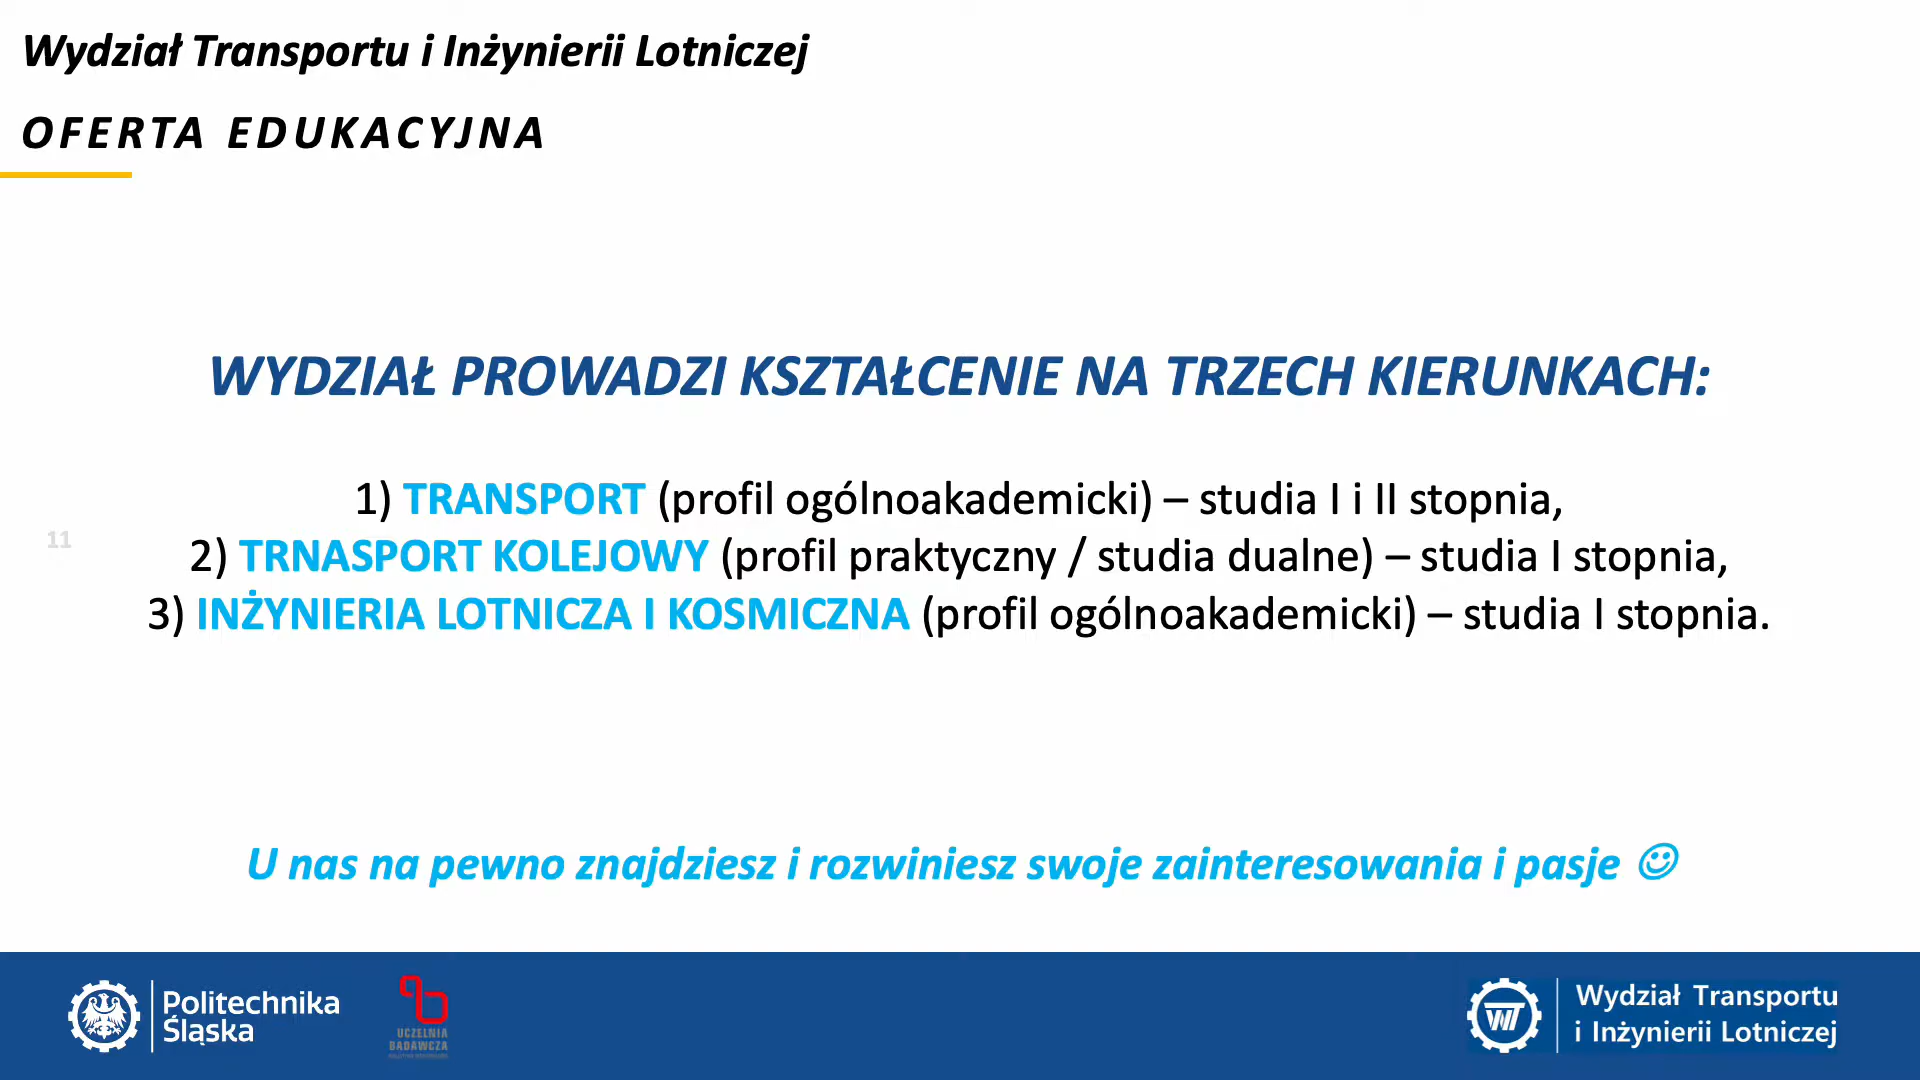 Wydział Transportu i Inżynierii Lotniczej
OFERTA EDUKACYJNA
WYDZIAŁ PROWADZI KSZTAŁCENIE NA TRZECH KIERUNKACH:
1) TRANSPORT (profil ogólnoakademicki) – studia I i II stopnia,
11
2) TRNASPORT KOLEJOWY (profil praktyczny / studia dualne) – studia I stopnia,
3) INŻYNIERIA LOTNICZA I KOSMICZNA (profil ogólnoakademicki) – studia I stopnia.
U nas na pewno znajdziesz i rozwiniesz swoje zainteresowania i pasje ☺
Politechnika
Śląska
UCZELNIA
BADAWCZA
Wydział Transportu
i Inżynierii Lotniczej